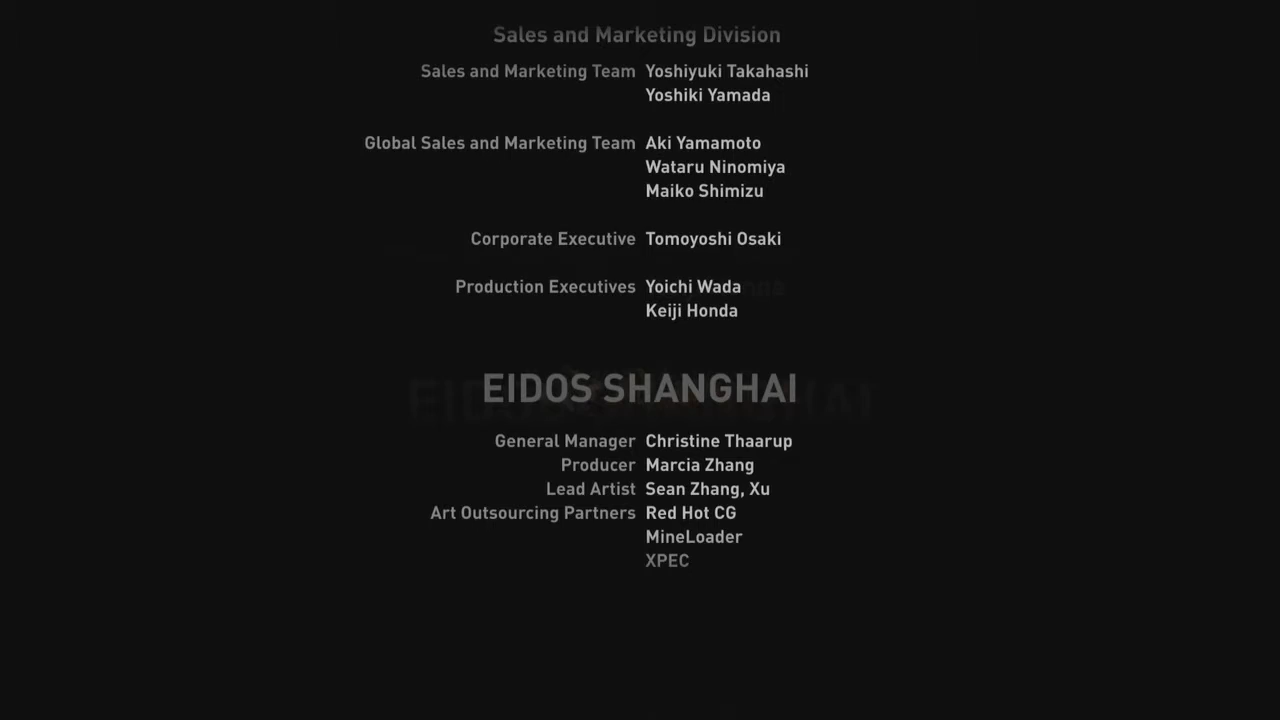 Sales and Marketing Division
Sales and Marketing Team Yoshiyuki Takahashi
Yoshiki Yamada
Global Sales and Marketing Team Aki Yamamoto
Wataru Ninomiya
Maiko Shimizu
Corporate Executive Tomoyoshi Osaki
Production Executives Yoichi Wada
Keiji Honda
EIDOS SHANGHAI
General Manager Christine Thaarup
Producer Marcia Zhang
Lead Artist Sean Zhang, Xu
Art Outsourcing Partners Red Hot CG
MineLoader
XPEC